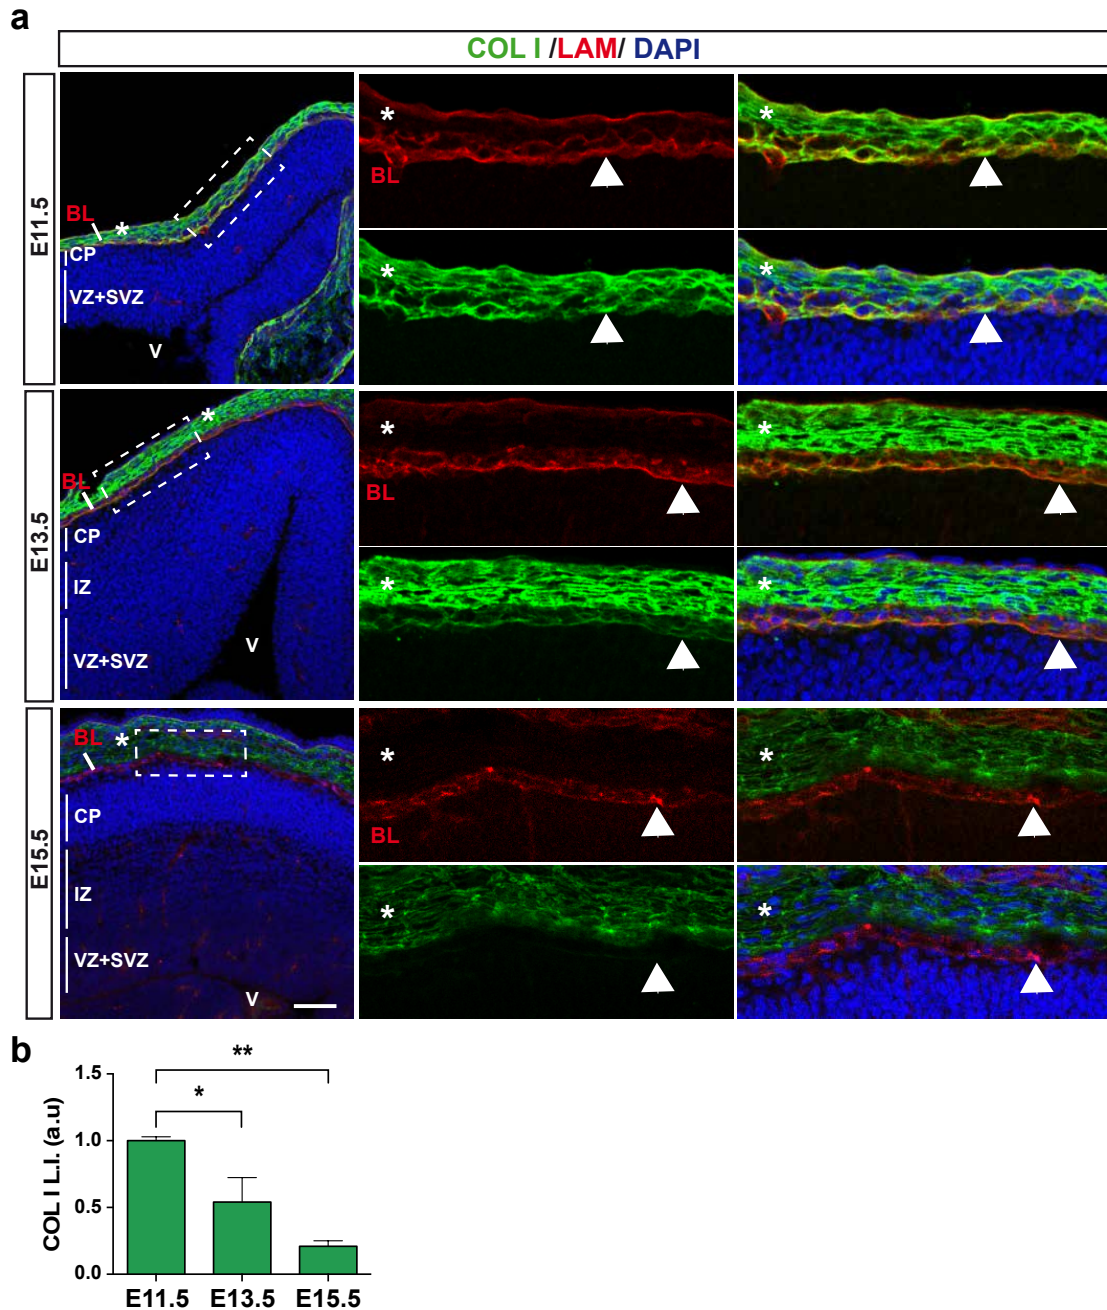 a
COL I /LAM/ DAPI
E11.5
BL
*
CP
VZ+SVZ
V
*
BL
*
*
*
E13.5
*
BL
CP
IZ
VZ+SVZ
V
*
BL
*
*
*
E15.5
BL
*
CP
IZ
VZ+SVZ
V
*
BL
*
*
*
b
COL I L.I. (a.u)
1.5
1.0
0.5
0.0
**
*
E11.5 E13.5 E15.5